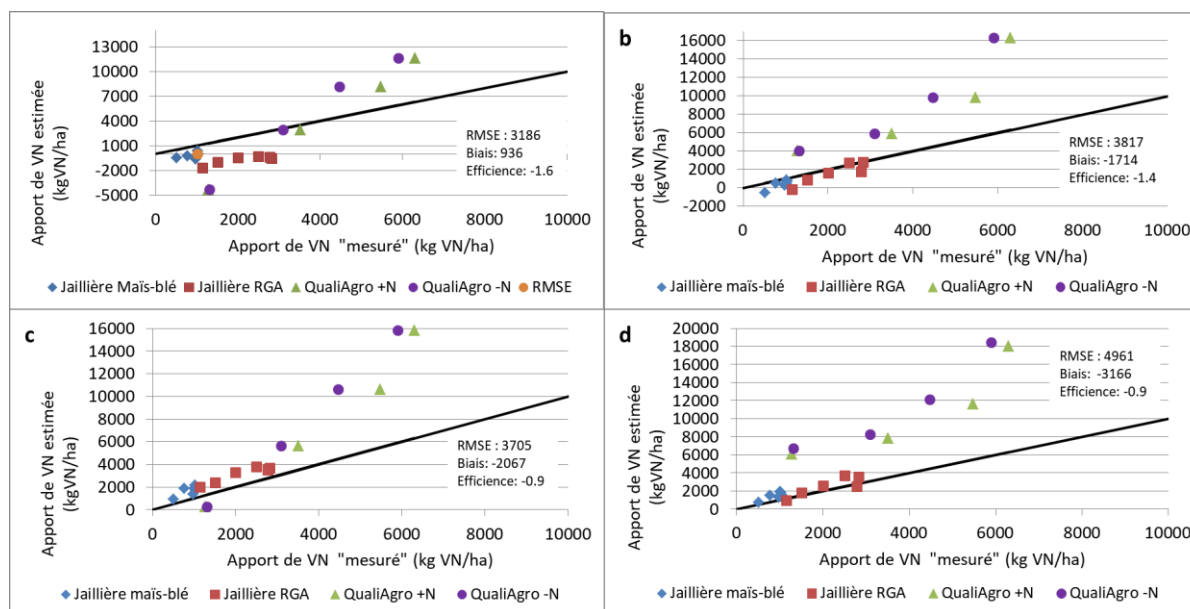 Apport de VN estimée
(kgVN/ha)
13000
10000
7000
4000
1000
-2000
-5000
0
2000
4000
6000
8000
10000
RMSE : 3186
Biais: 936
Efficience: -1.6
Apport de VN "mesuré" (kg VN/ha)
Jaillière Maïs-blé
Jaillière RGA
QualiAgro +N
QualiAgro -N
RMSE
b
Apport de VN estimée
(kgVN/ha)
16000
14000
12000
10000
8000
6000
4000
2000
0
-2000
0
2000
4000
6000
8000
10000
RMSE : 3817
Biais: -1714
Efficience: -1.4
Apport de VN "mesuré" (kg VN/ha)
Jaillière maïs-blé
Jaillière RGA
QualiAgro +N
QualiAgro -N
c
Apport de VN estimée
(kgVN/ha)
16000
14000
12000
10000
8000
6000
4000
2000
0
0
2000
4000
6000
8000
10000
RMSE : 3705
Biais: -2067
Efficience: -0.9
Apport de VN "mesuré" (kg VN/ha)
Jaillière maïs-blé
Jaillière RGA
QualiAgro +N
QualiAgro -N
d
Apport de VN estimée
(kgVN/ha)
20000
18000
16000
14000
12000
10000
8000
6000
4000
2000
0
0
2000
4000
6000
8000
10000
RMSE : 4961
Biais: -3166
Efficience: -0.9
Apport de VN "mesuré" (kg VN/ha)
Jaillière maïs-blé
Jaillière RGA
QualiAgro +N
QualiAgro -N